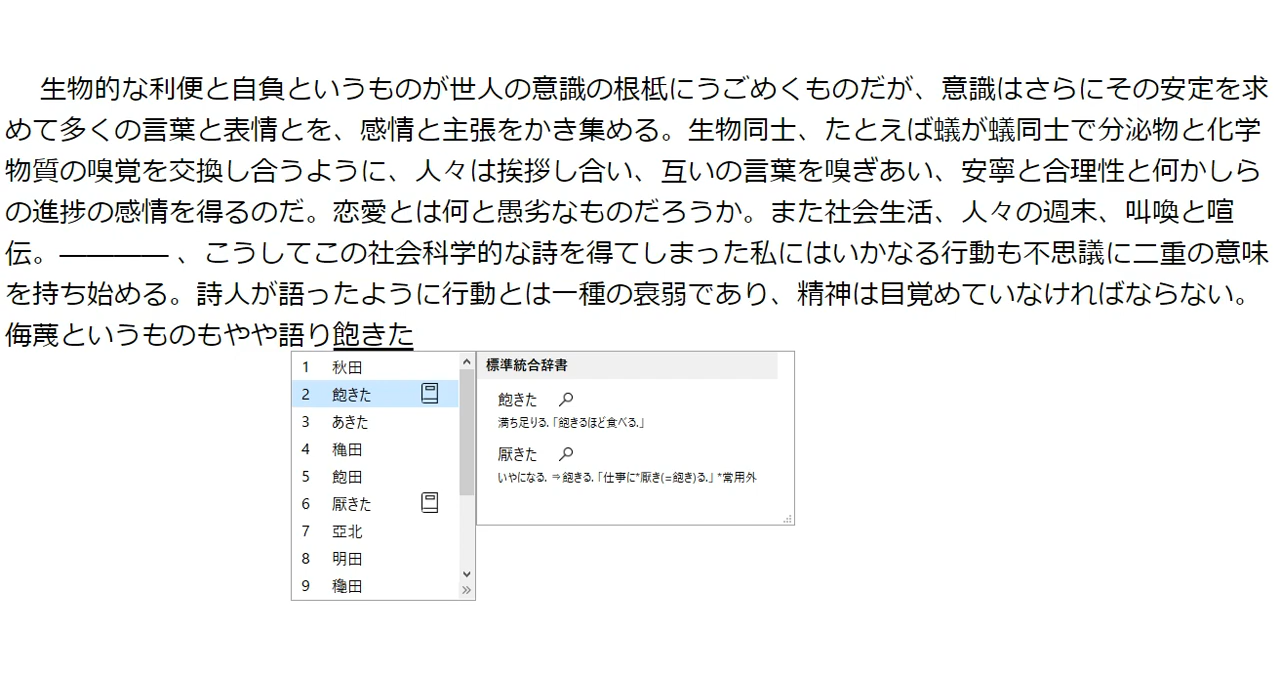 生物的な利便と自負というものが世人の意識の根柢にうごめくものだが、意識はさらにその安定を求
めて多くの言葉と表情とを、感情と主張をかき集める。生物同士、たとえば蟻が蟻同士で分泌物と化学
物質の嗅覚を交換し合うように、人々は挨拶し合い、互いの言葉を嗅ぎあい、安寧と合理性と何かしら
の進捗の感情を得るのだ。恋愛とは何と愚劣なものだろうか。また社会生活、人々の週末、叫喚と喧
伝。―――― 、こうしてこの社会科学的な詩を得てしまった私にはいかなる行動も不思議に二重の意味
を持ち始める。詩人が語ったように行動とは一種の衰弱であり、精神は目覚めていなければならない。
侮蔑というものもやや語り飽きた
1 秋田
2 飽きた
3 あきた
4 穐田
5 飽田
6 厭きた
7 亞北
8 明田
9 龝田
標準統合辞書
飽きた
満ち足りる.「飽きるほど食べる.」
厭きた
いやになる. ⇒飽きる.「仕事に*厭き(=飽き)る.」 *常用外